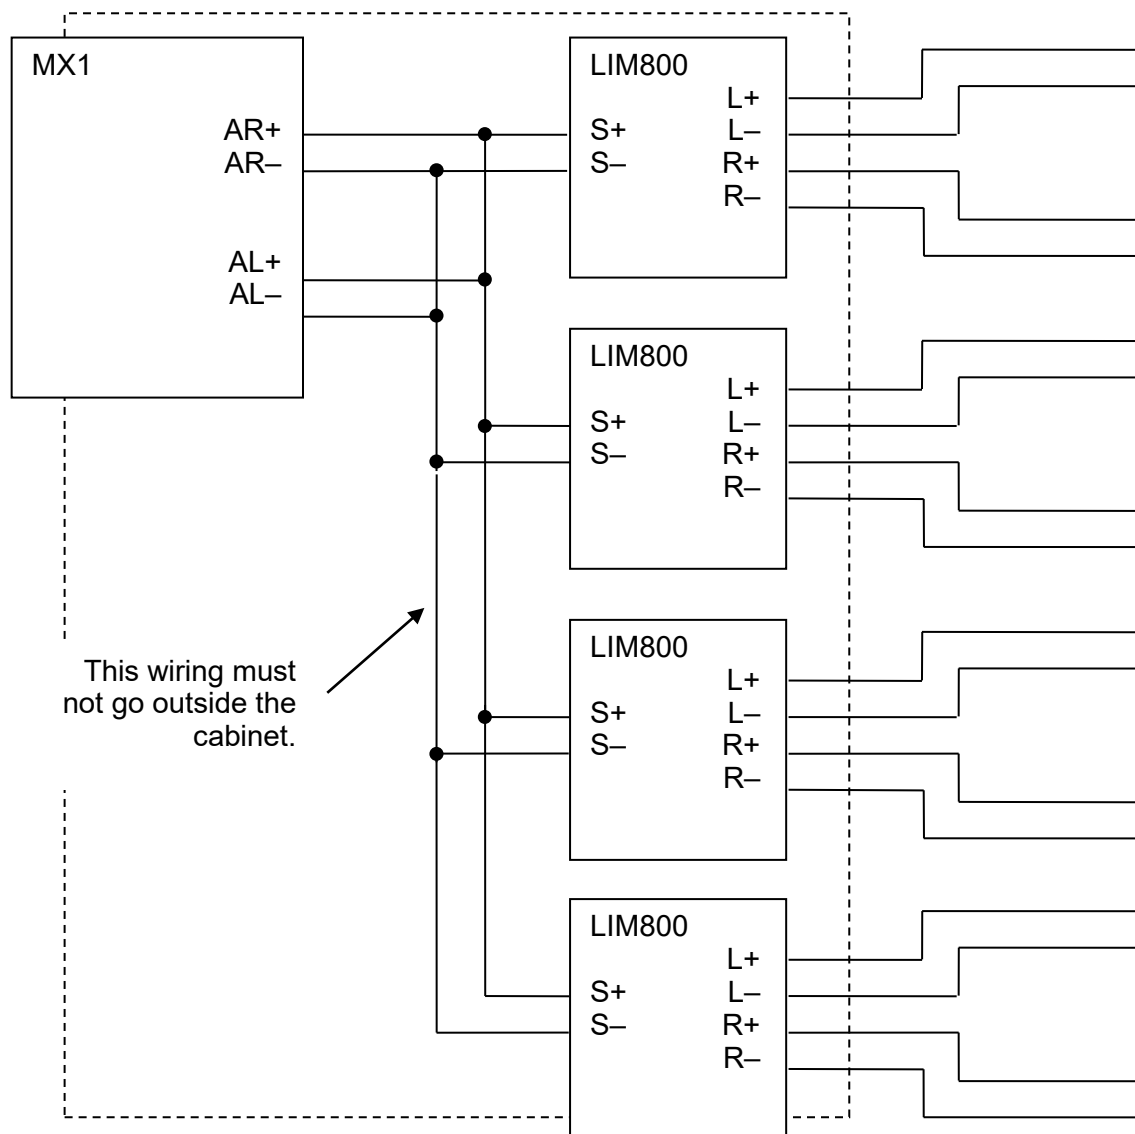 MX1
AR+
AR–
AL+
AL–
LIM800
L+
S+
L–
S–
R+
R–
LIM800
L+
S+
L–
S–
R+
R–
LIM800
L+
S+
L–
S–
R+
R–
LIM800
L+
S+
L–
S–
R+
R–
This wiring must
not go outside the
cabinet.